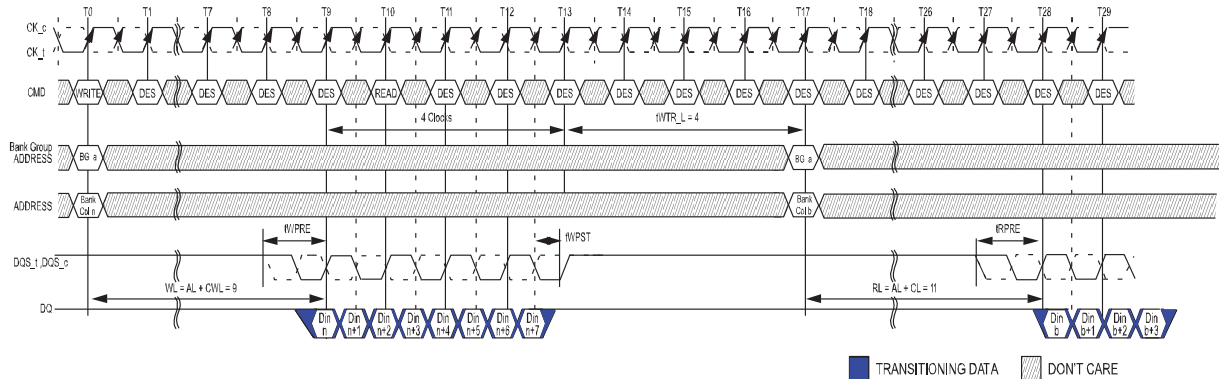 T0 T1 T7 T8 T9 T10 T11 T12 T13 T14 T15 T16 T17 T18 T26 T27 T28 T29
CK_c
CK_t
CMD WRITE DES DES DES DES READ DES DES DES DES DES DES DES DES DES DES DES DES
4 Clocks tWTR_L = 4
Bank Group
ADDRESS BG a BG a
ADDRESS Bank Bank
Col n Col b
tWPRE tWPST tRPRE
DQS_t ,DQS_c
WL = AL + CWL = 9 RL = AL + CL = 11
DQ Din Din Din Din Din Din Din Din Din Din Din Din
n n+1 n+2 n+3 n+4 n+5 n+6 n+7 b b+1 b+2 b+3
TRANSITIONING DATA DON'T CARE